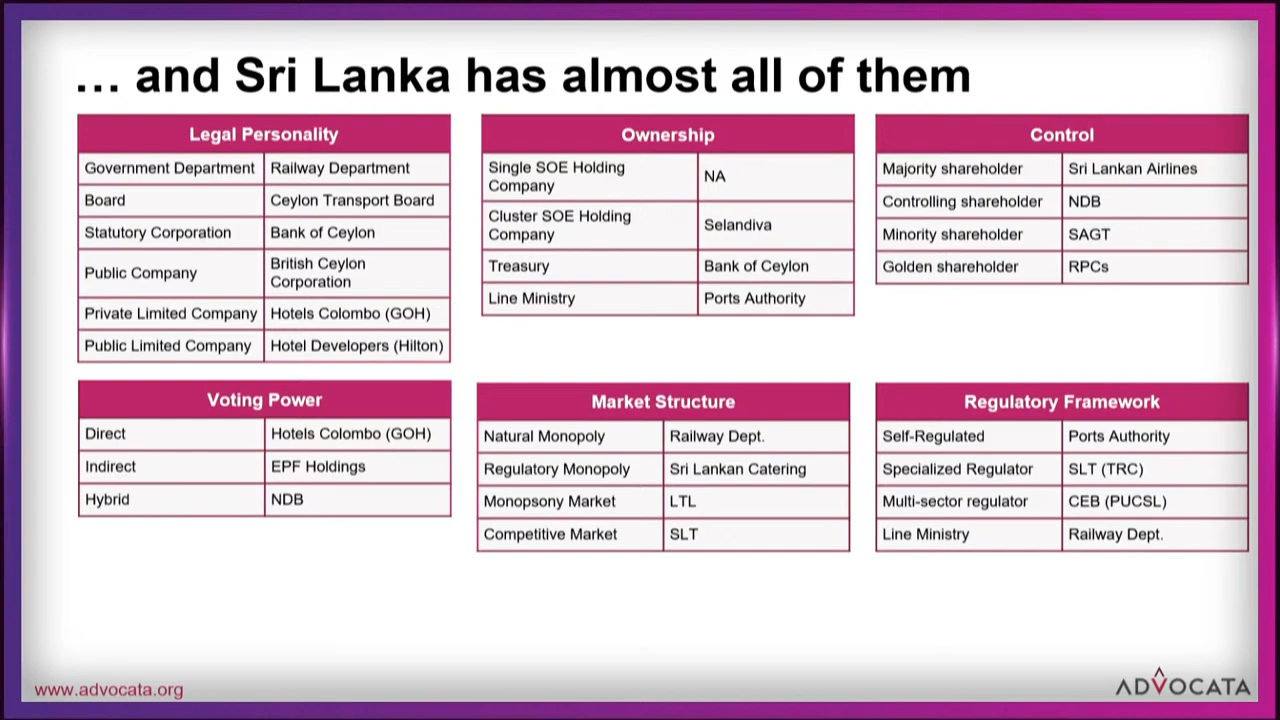 … and Sri Lanka has almost all of them
Legal Personality
Government Department Railway Department
Board Ceylon Transport Board
Statutory Corporation Bank of Ceylon
Public Company British Ceylon
Corporation
Private Limited Company Hotels Colombo (GOH)
Public Limited Company Hotel Developers (Hilton)
Ownership
Single SOE Holding
Company NA
Cluster SOE Holding
Company Selandiva
Treasury Bank of Ceylon
Line Ministry Ports Authority
Control
Majority shareholder Sri Lankan Airlines
Controlling shareholder NDB
Minority shareholder SAGT
Golden shareholder RPCs
Voting Power
Direct Hotels Colombo (GOH)
Indirect EPF Holdings
Hybrid NDB
Market Structure
Natural Monopoly Railway Dept.
Regulatory Monopoly Sri Lankan Catering
Monopsony Market LTL
Competitive Market SLT
Regulatory Framework
Self-Regulated Ports Authority
Specialized Regulator SLT (TRC)
Multi-sector regulator CEB (PUCSL)
Line Ministry Railway Dept.
www.advocata.org
ADVOCATA